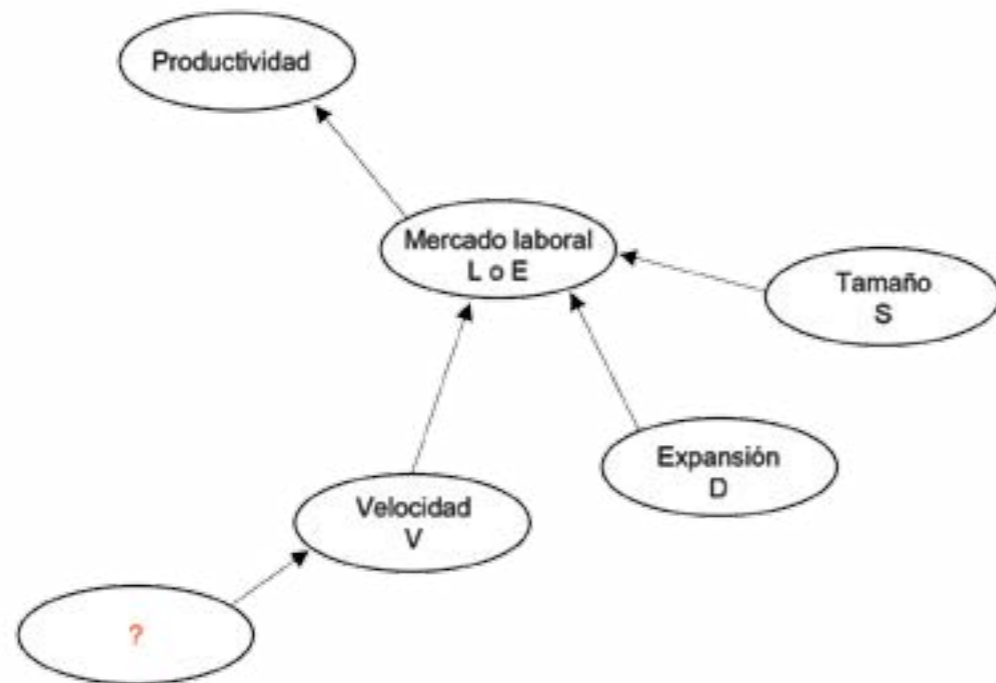 Productividad
Mercado laboral
L o E
Tamaño
S
Expansión
D
Velocidad
V
?